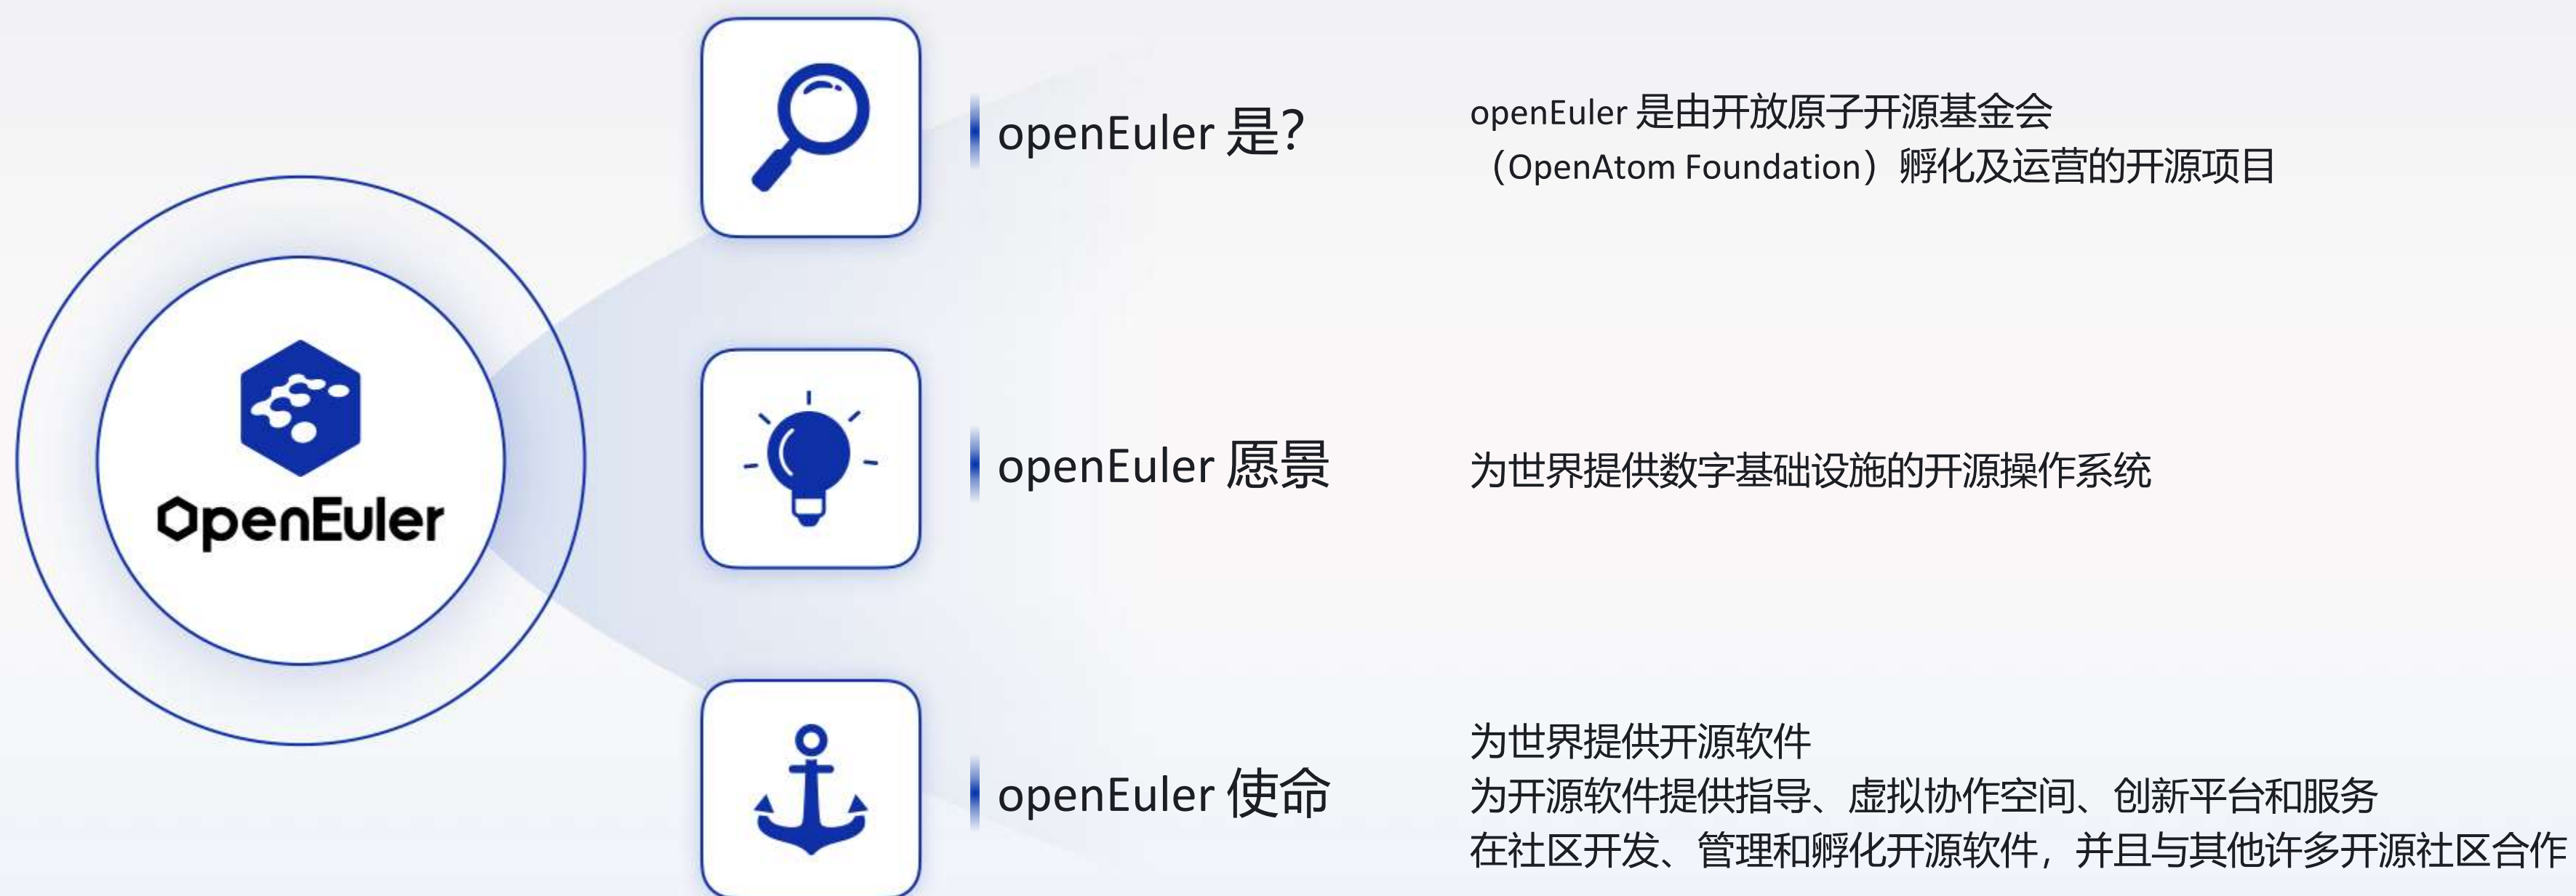 OpenEuler
openEuler 是?
openEuler 是由开放原子开源基金会
（OpenAtom Foundation）孵化及运营的开源项目
openEuler 愿景
为世界提供数字基础设施的开源操作系统
openEuler 使命
为世界提供开源软件
为开源软件提供指导、虚拟协作空间、创新平台和服务
在社区开发、管理和孵化开源软件，并且与其他许多开源社区合作